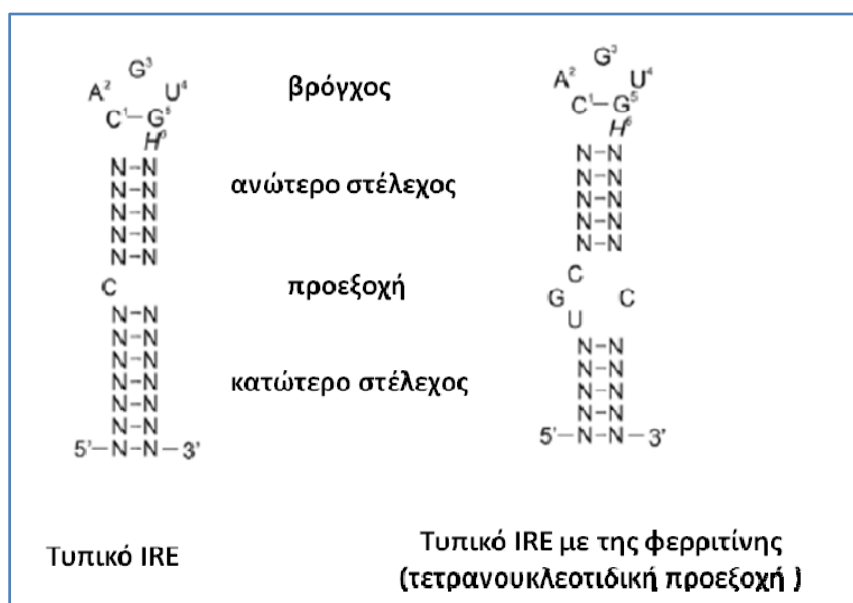 G³ G³
A² U⁴ βρόγχος A² U⁴
C¹–G⁵ C¹–G⁵
H⁶ H⁶
N–N N–N
N–N ανώτερο στέλεχος N–N
N–N N–N
N–N N–N
N–N N–N
C προεξοχή C
G C
U
N–N
N–N N–N
N–N N–N
N–N κατώτερο στέλεχος N–N
N–N N–N
N–N
5'–N–N–3' 5'–N–N–3'
Τυπικό IRE
Τυπικό IRE με της φερριτίνης
(τετρανουκλεοτιδική προεξοχή )